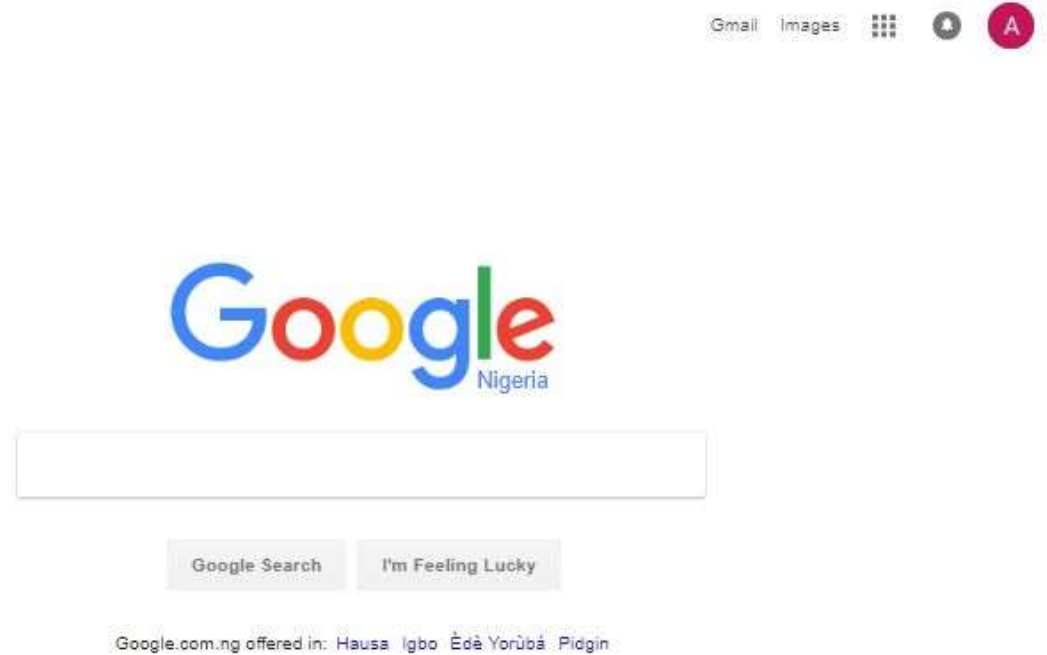 Gmail Images A
Google
Nigeria
Google Search I'm Feeling Lucky
Google.com.ng offered in: Hausa Igbo Èdè Yorùbá Pidgin